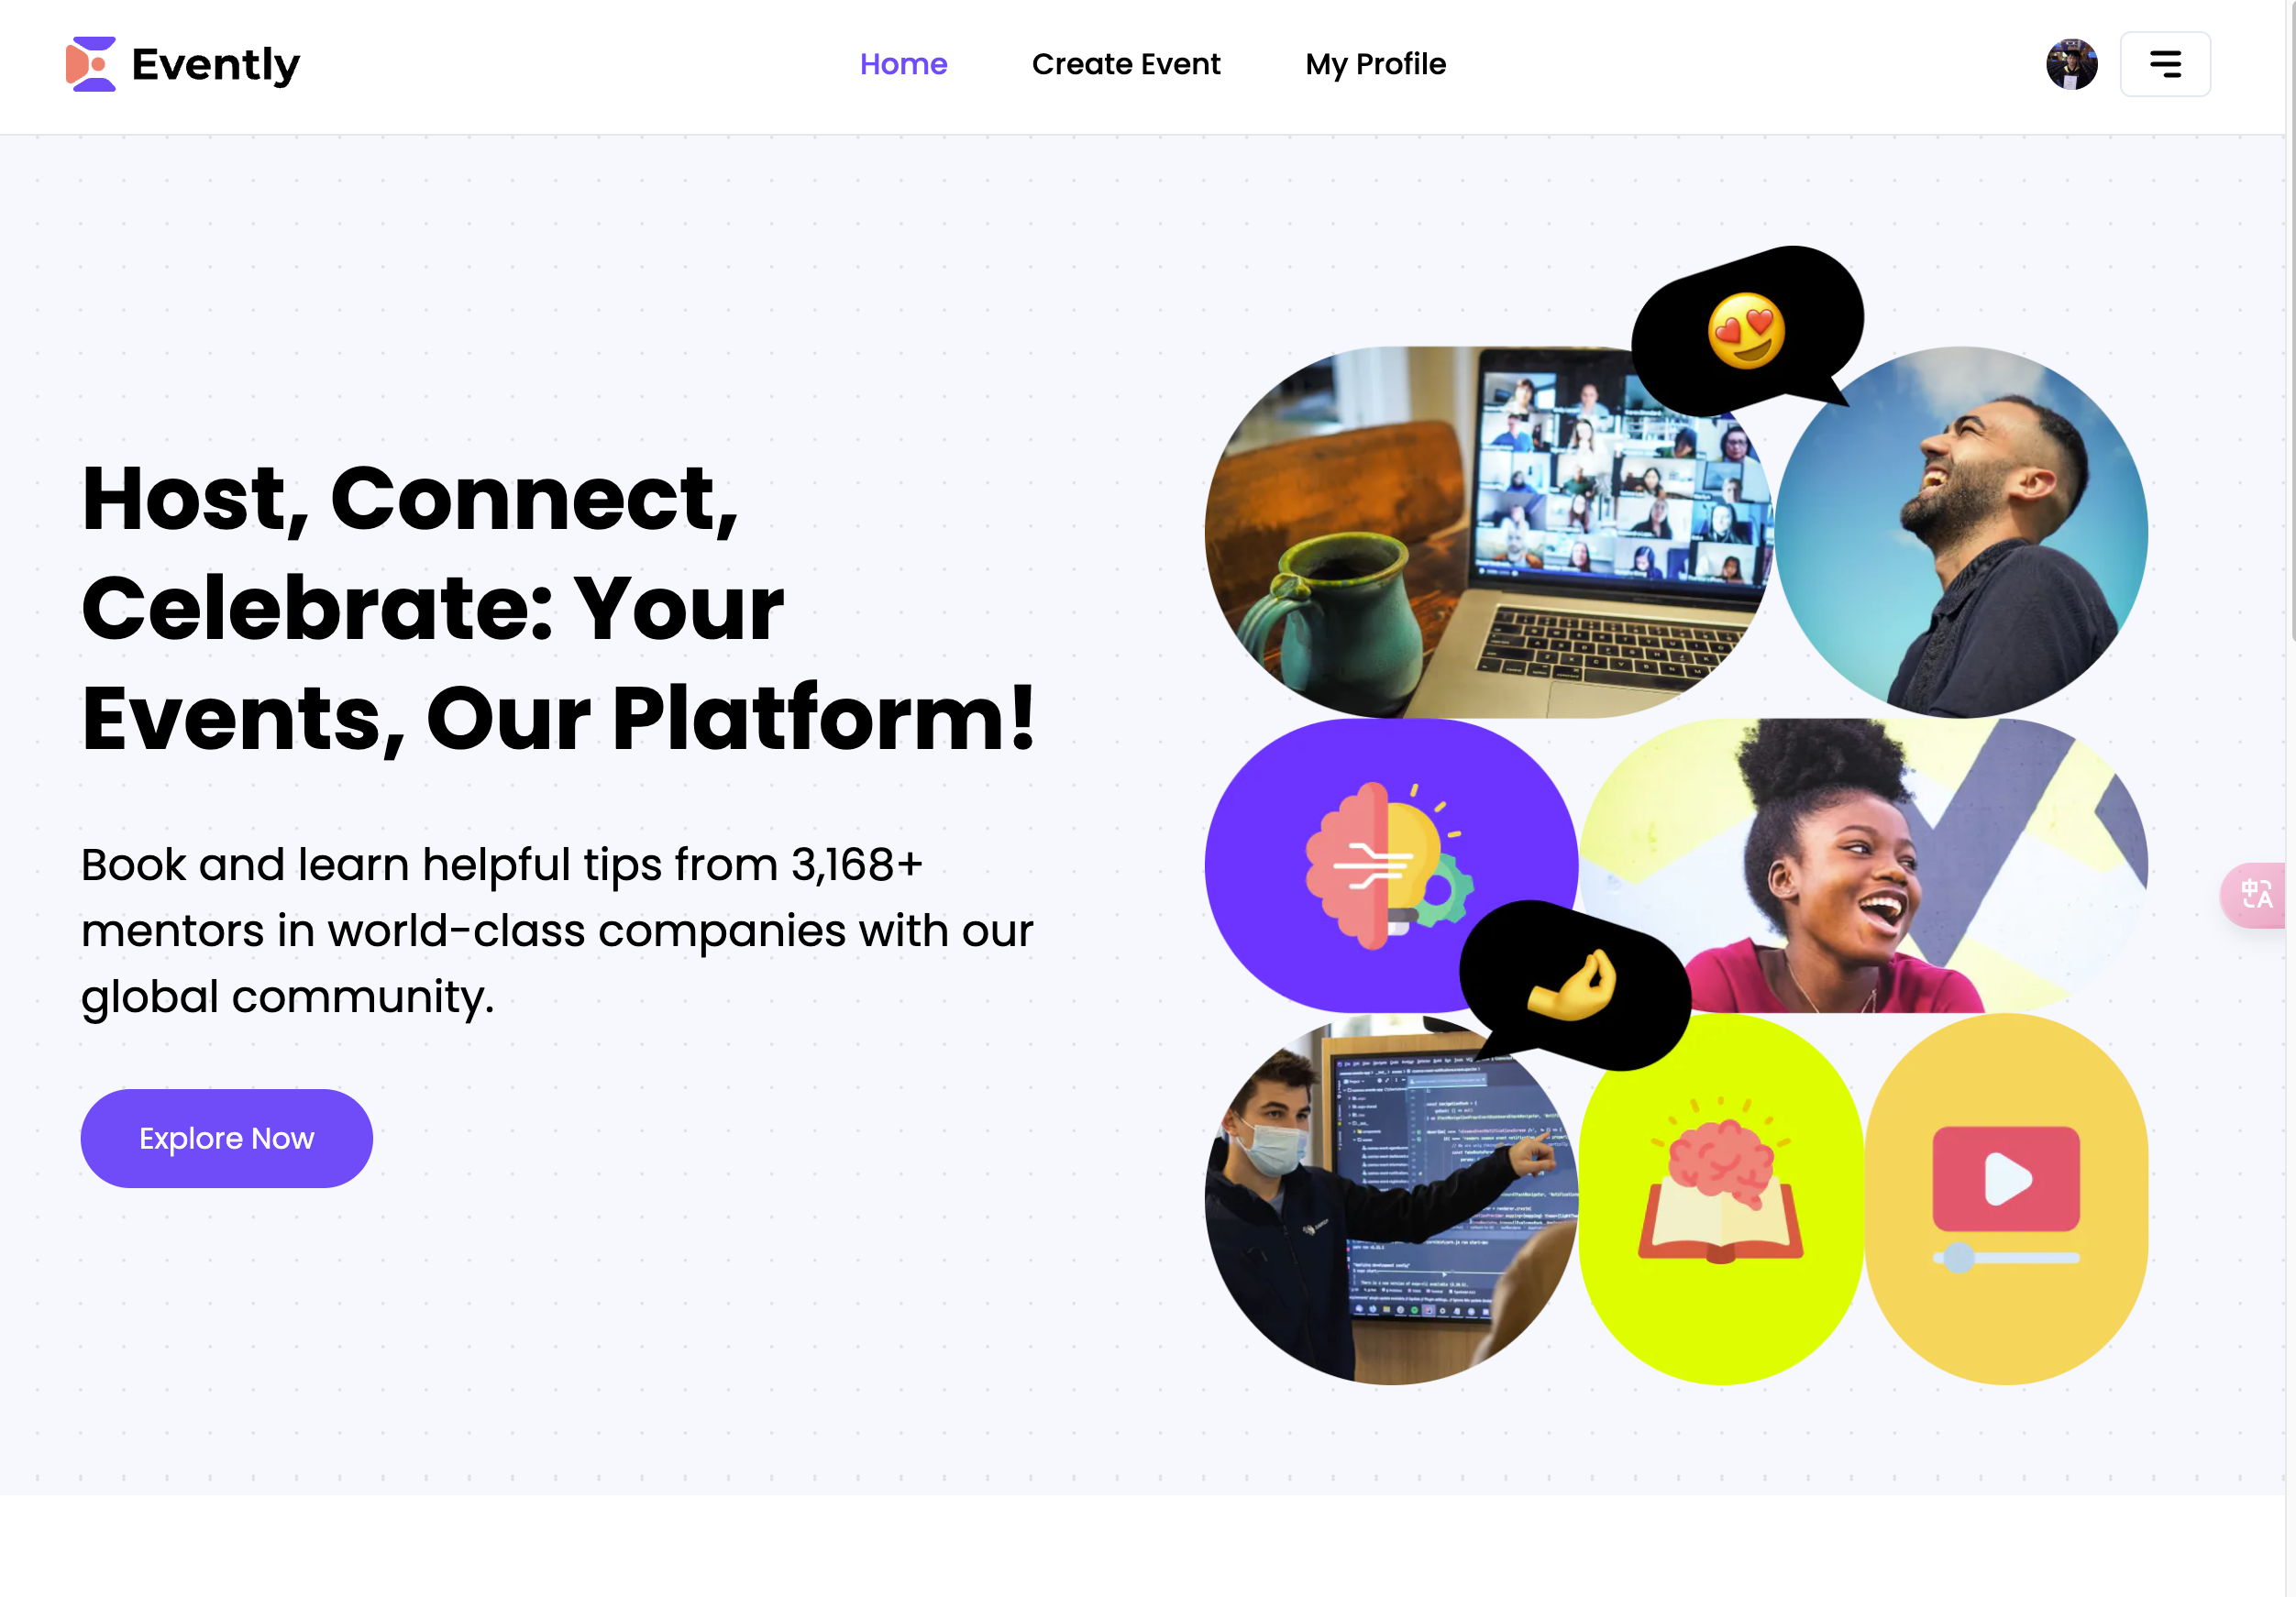 Evently
Home
Create Event
My Profile
Host, Connect,
Celebrate: Your
Events, Our Platform!
Book and learn helpful tips from 3,168+
mentors in world-class companies with our
global community.
Explore Now
中
A